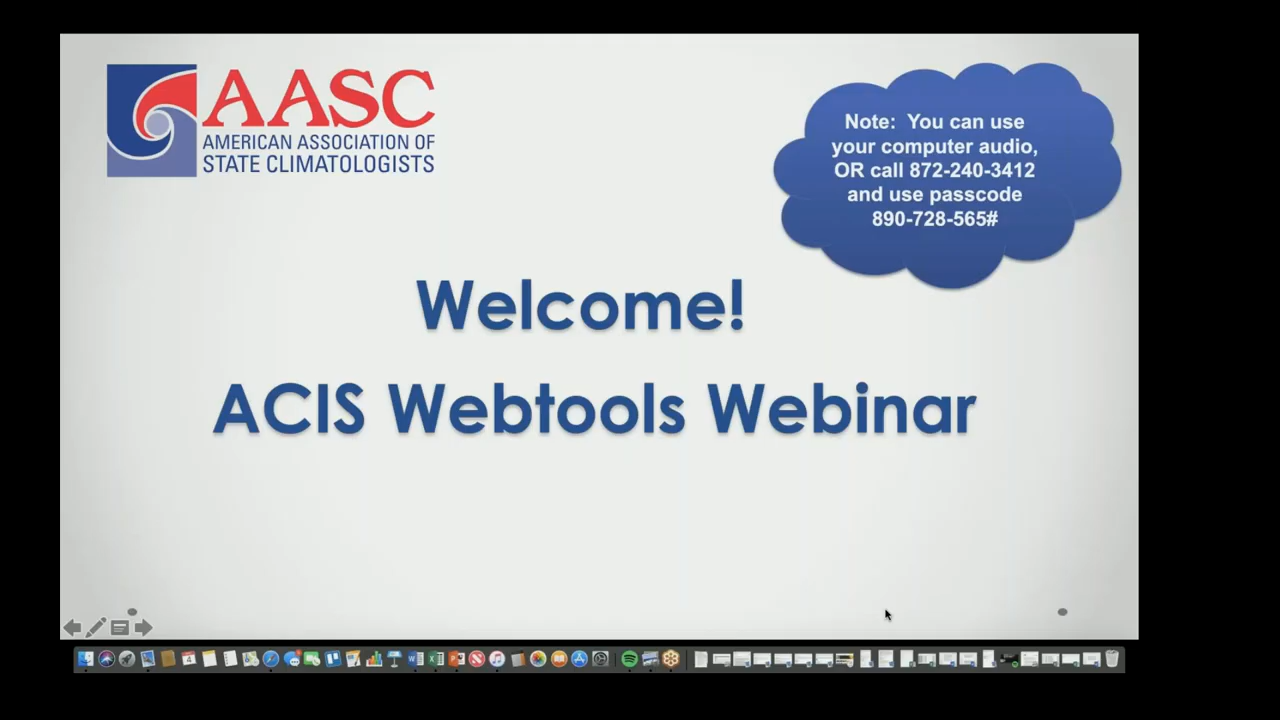 AASC
AMERICAN ASSOCIATION OF
STATE CLIMATOLOGISTS
Note: You can use
your computer audio,
OR call 872-240-3412
and use passcode
890-728-565#
Welcome!
ACIS Webtools Webinar